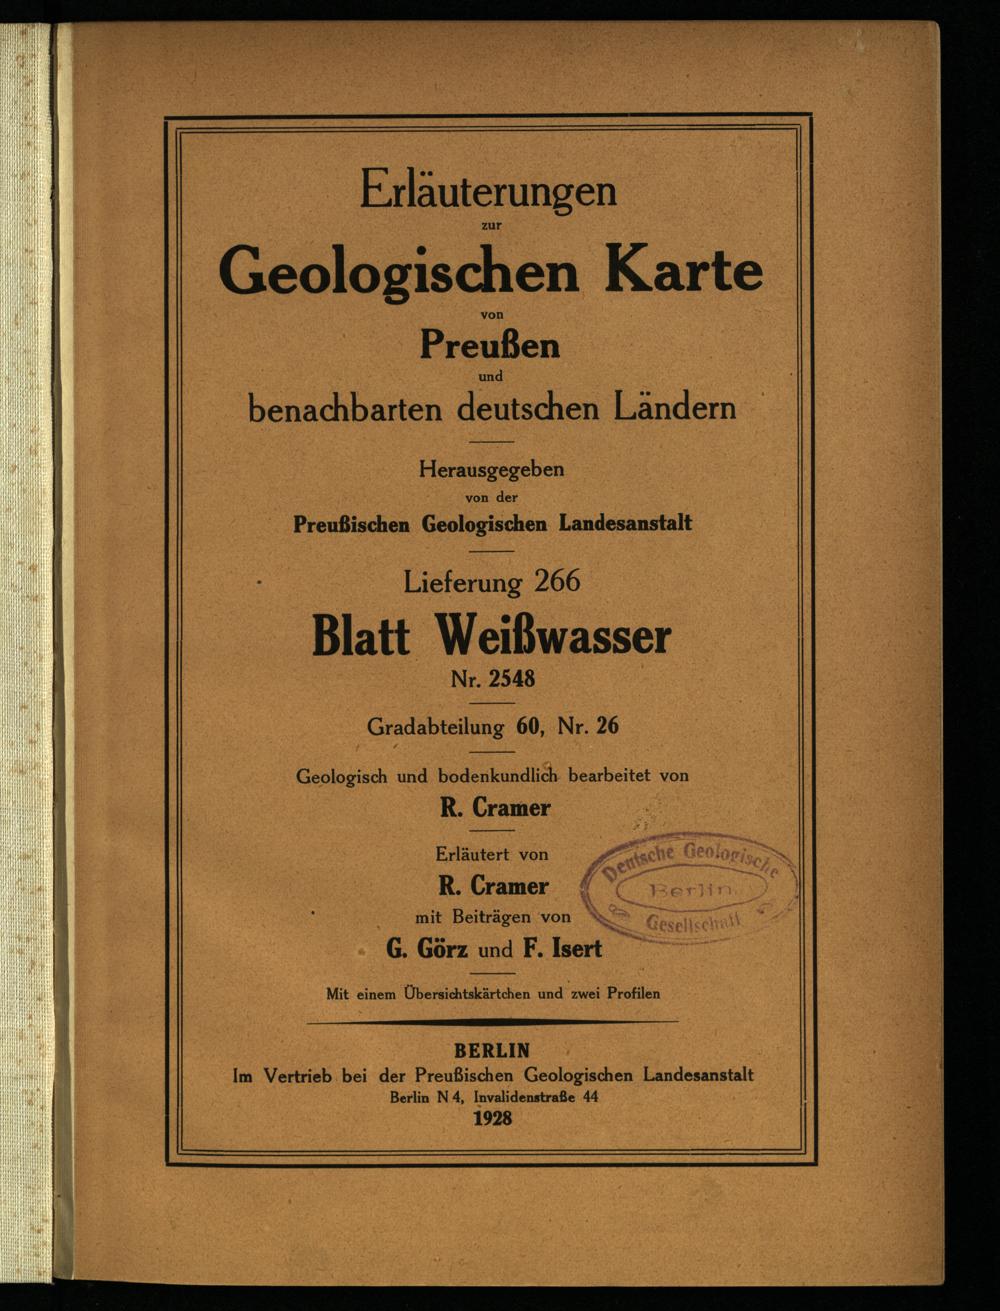 Erläuterungen
zur
Geologischen Karte
von
Preußen
und
benachbarten deutschen Ländern
Herausgegeben
von der
Preußischen Geologischen Landesanstalt
Lieferung 266
Blatt Weißwasser
Nr. 2548
Gradabteilung 60, Nr. 26
Geologisch und bodenkundlich bearbeitet von
R. Cramer
Erläutert von
R. Cramer
mit Beiträgen von
G. Görz und F. Isert
Deutsche Geologische
Berlin.
Gesellschaft
Mit einem Übersichtskärtchen und zwei Profilen
BERLIN
Im Vertrieb bei der Preußischen Geologischen Landesanstalt
Berlin N 4, Invalidenstraße 44
1928